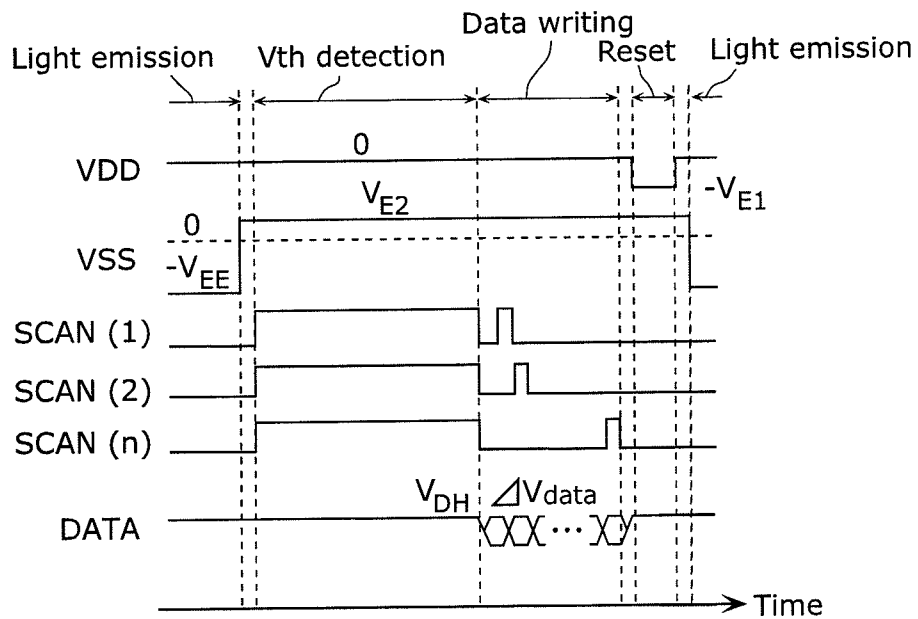 Data writing
Light emission Vth detection Reset Light emission
VDD 0
-VE1
VE2
0
VSS
-VEE
SCAN (1)
SCAN (2)
SCAN (n)
VDH ⊿Vdata
DATA ...
Time